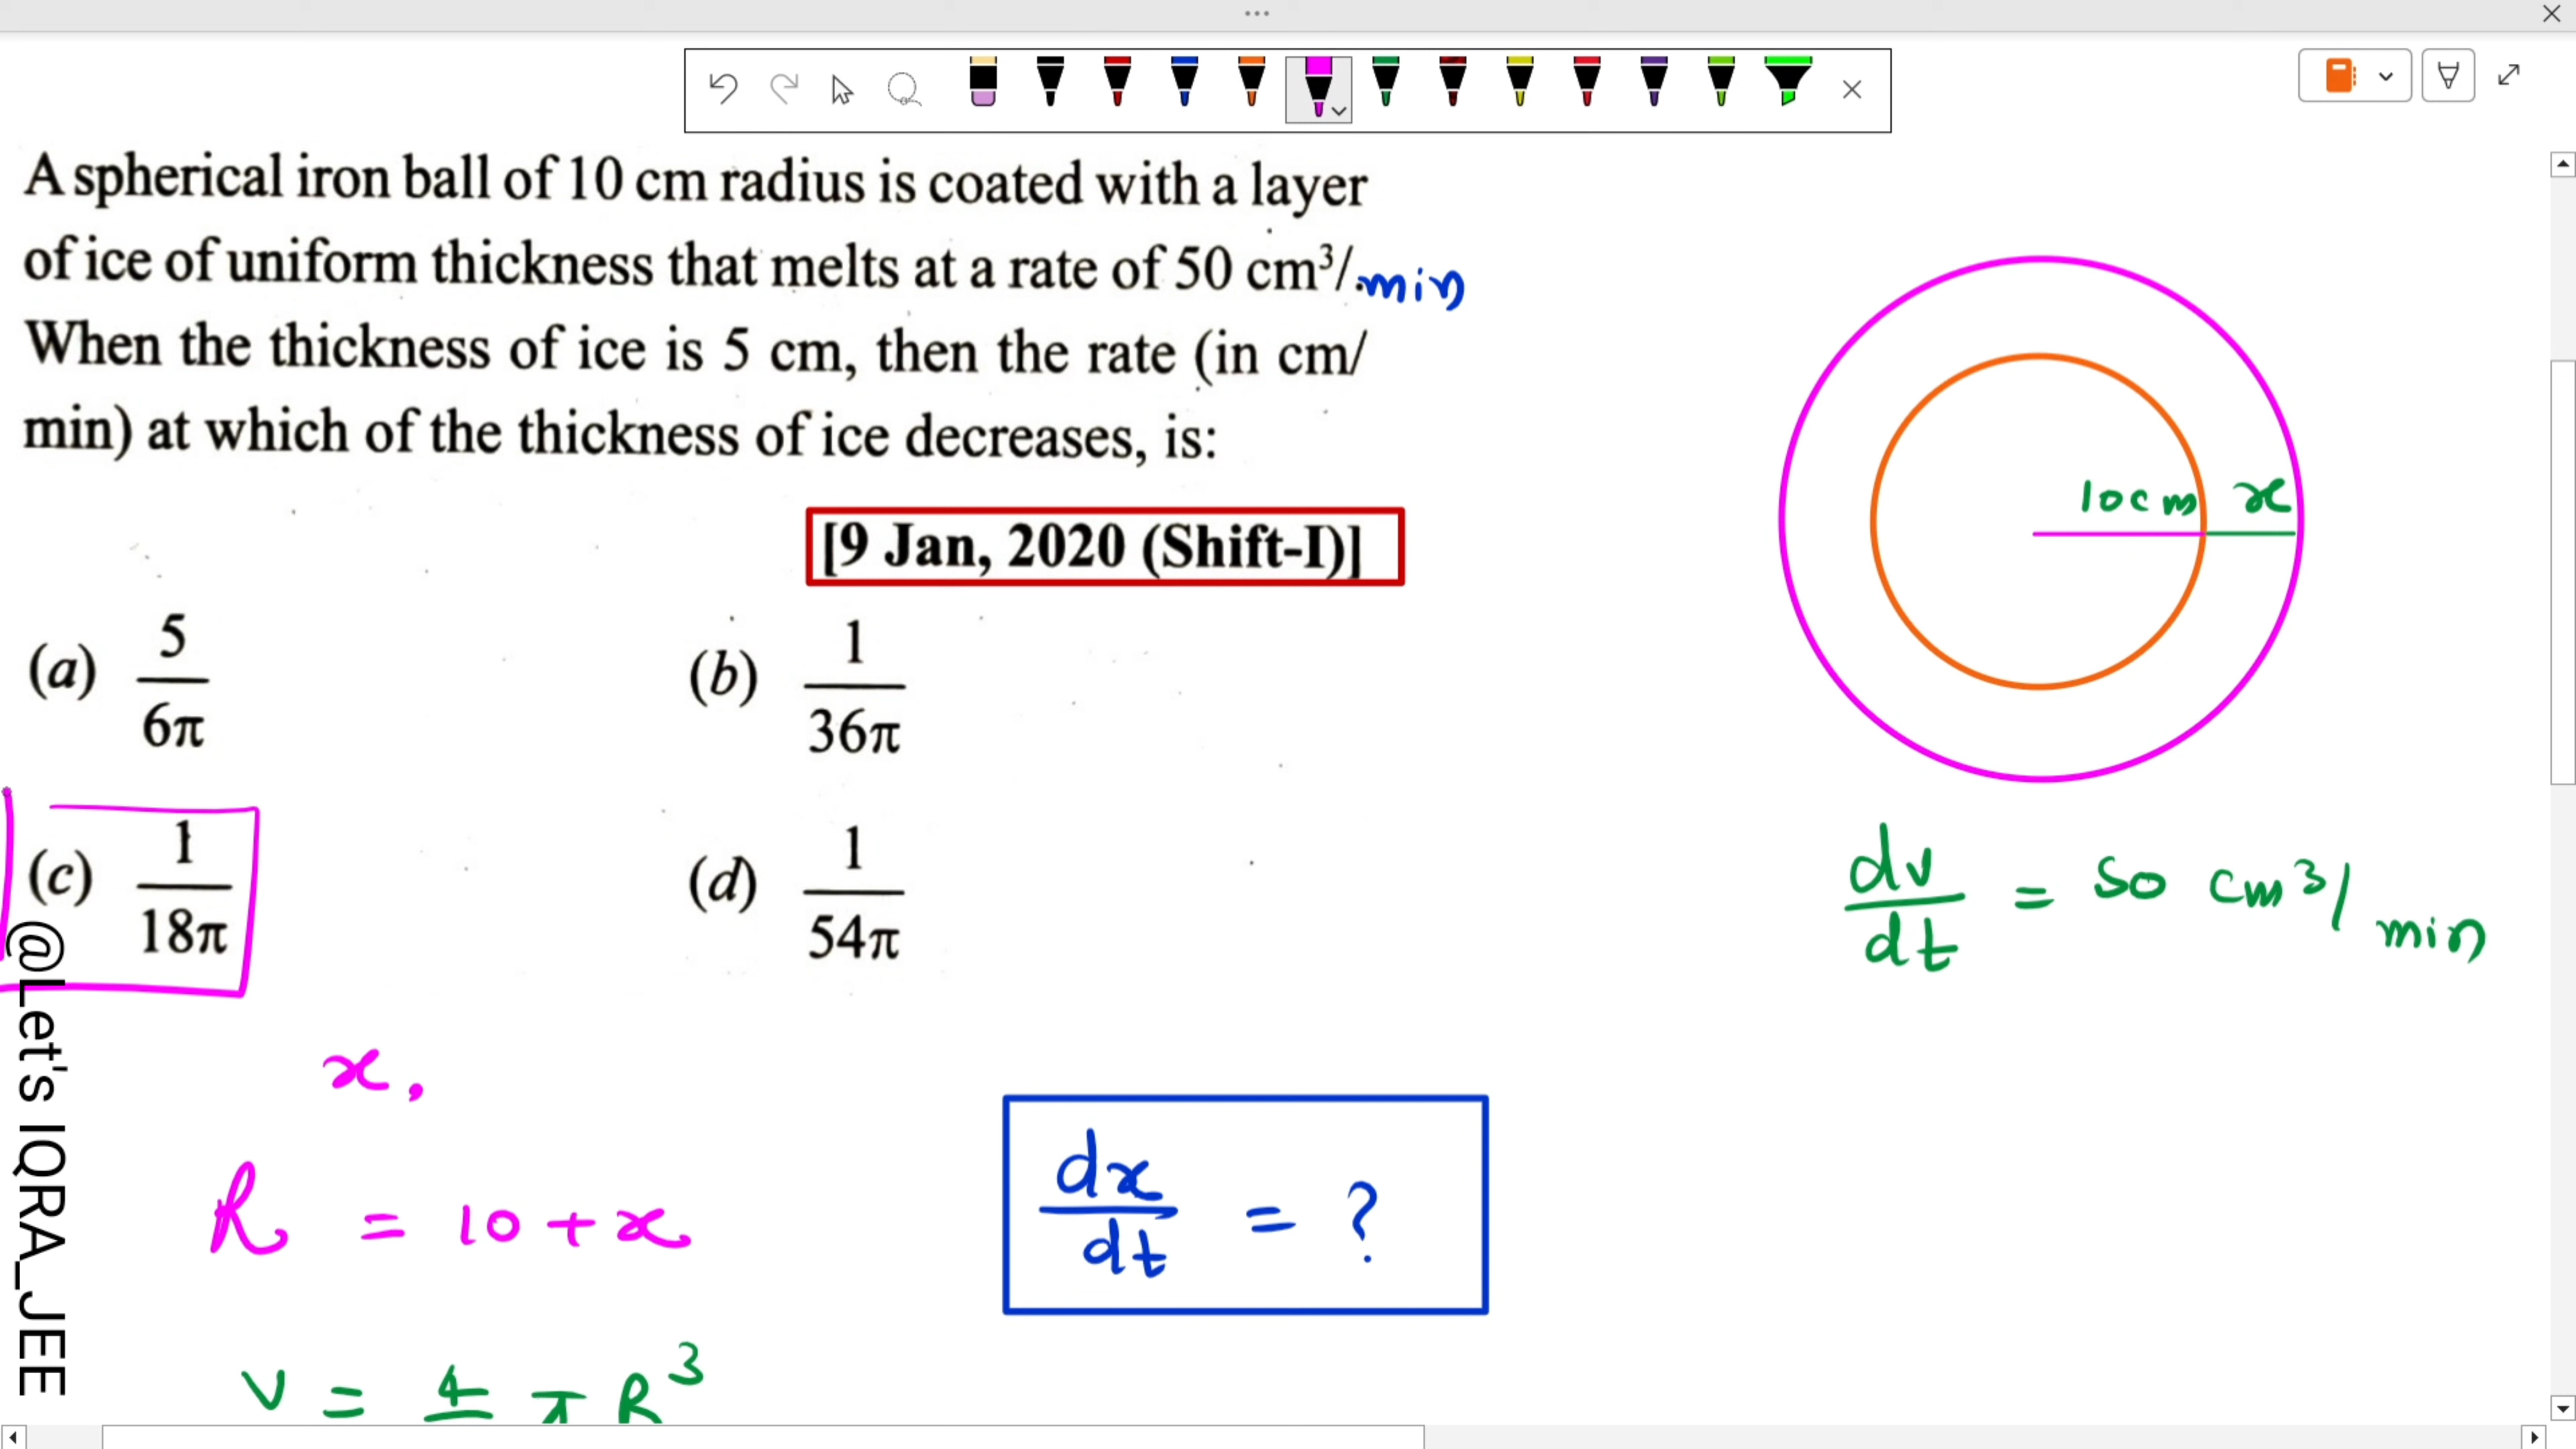 A spherical iron ball of 10 cm radius is coated with a layer
of ice of uniform thickness that melts at a rate of 50 cm³/.min
When the thickness of ice is 5 cm, then the rate (in cm/
min) at which of the thickness of ice decreases, is:
[9 Jan, 2020 (Shift-I)]
(a) 5/6π
(b) 1/36π
(c) 1/18π
(d) 1/54π
10cm x
dv/dt = 50 cm³/min
x,
R = 10 + x
dx/dt = ?
V = 4 π R³
@Let's IQRA_JEE